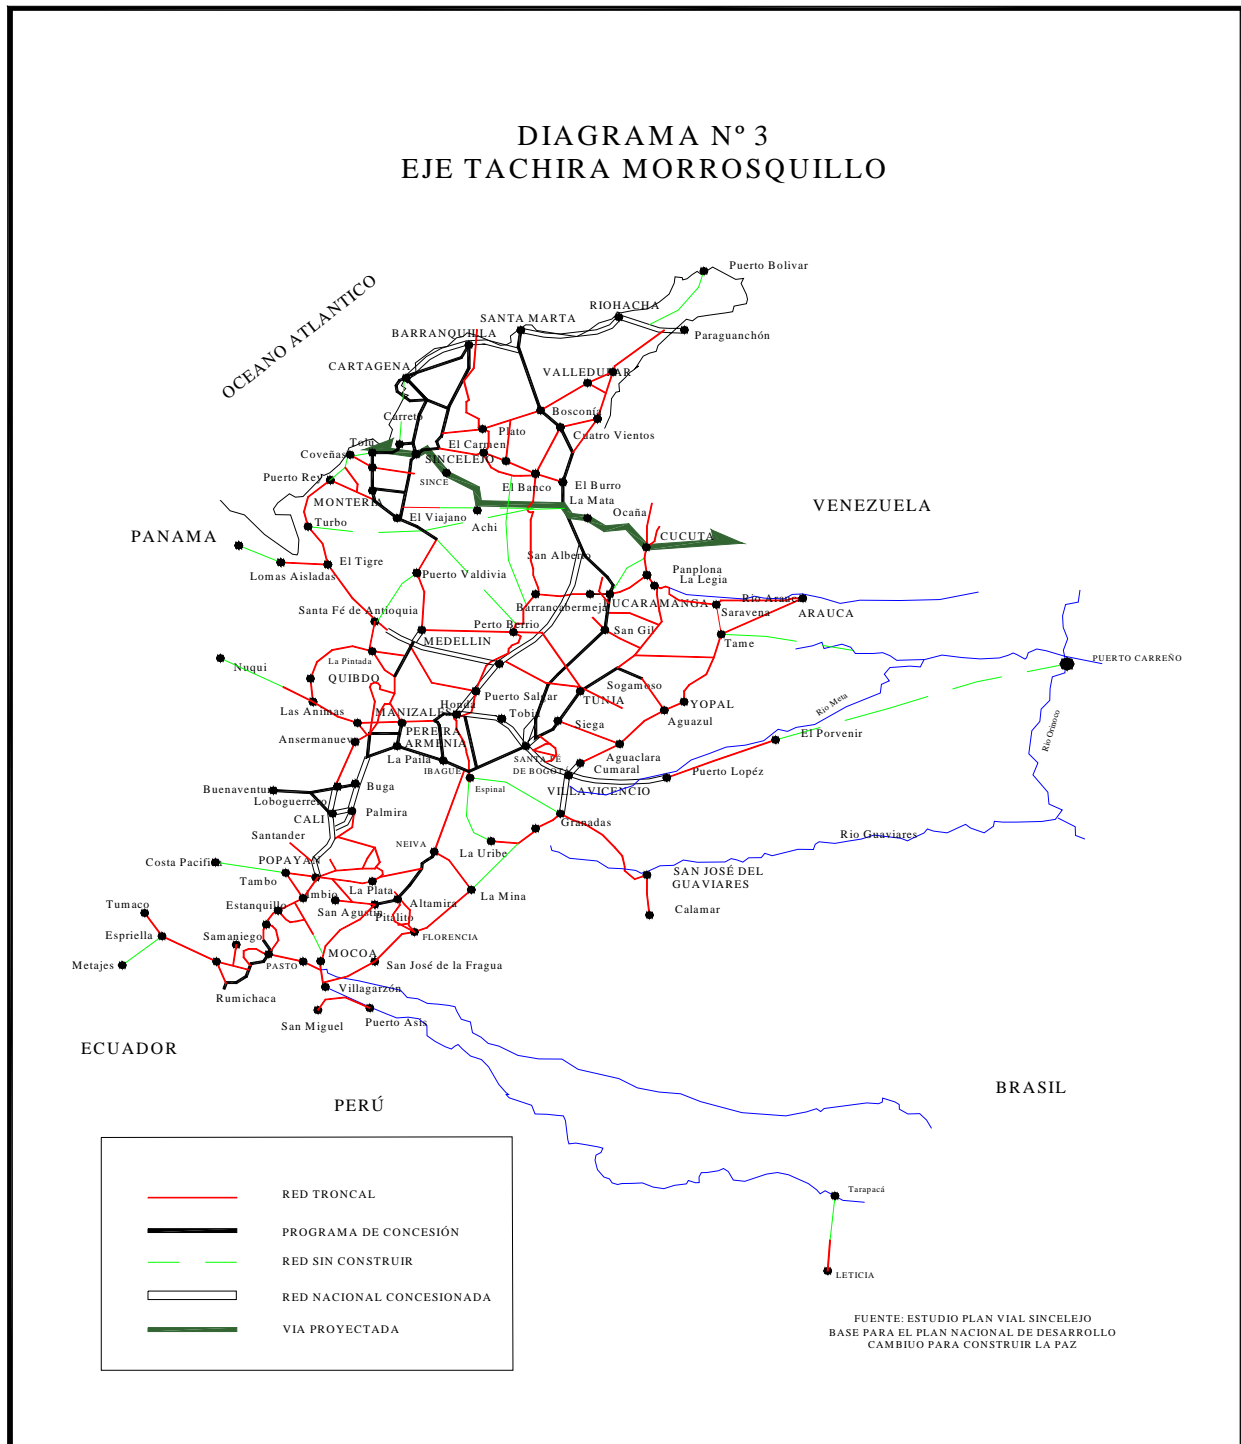 DIAGRAMA Nº 3
EJE TACHIRA MORROSQUILLO
OCEANO ATLANTICO
Puerto Bolivar
RIOHACHA
SANTA MARTA
Paraguanchón
BARRANQUILLA
CARTAGENA
VALLEDUPAR
Bosconía
Carreto
Plato
Cuatro Vientos
Tolú
El Carmen
Coveñas
SINCELEJO
Puerto Rey
SINCE
El Banco
El Burro
MONTERIA
La Mata
Ocaña
VENEZUELA
El Viajano
Achi
Turbo
PANAMA
CUCUTA
San Alberto
El Tigre
Panplona
Lomas Aisladas
Puerto Valdivia
La Legia
Rio Arauca
Santa Fé de Antioquia
Barrancabermeja
UCARAMANGA
Saravena
ARAUCA
Perto Berrio
San Gil
MEDELLIN
Tame
La Pintada
PUERTO CARREÑO
Nuqui
QUIBDO
Sogamoso
Puerto Salgar
TUNJA
YOPAL
Rio Meta
Honda
Las Animas
MANIZALES
Tobia
Siega
Aguazul
Rio Orinoco
PEREIRA
Ansermanuevo
ARMENIA
El Porvenir
La Paila
SANTA FÉ
DE BOGOTÁ
Aguaclara
IBAGUE
Cumaral
Puerto Lopéz
Buenaventura
Buga
Espinal
VILLAVICENCIO
Loboguerrero
CALI
Palmira
Granadas
Santander
Rio Guaviares
NEIVA
La Uribe
Costa Pacifica
POPAYAN
Tambo
La Plata
La Mina
SAN JOSÉ DEL
GUAVIARES
Timbio
San Agustin
Altamira
Estanquillo
Pitalito
Calamar
Tumaco
Espriella
Samaniego
FLORENCIA
Metajes
PASTO
MOCOA
San José de la Fragua
Villagarzón
Rumichaca
San Miguel
Puerto Asis
ECUADOR
BRASIL
PERÚ
Tarapacá
LETICIA
RED TRONCAL
PROGRAMA DE CONCESIÓN
RED SIN CONSTRUIR
RED NACIONAL CONCESIONADA
VIA PROYECTADA
FUENTE: ESTUDIO PLAN VIAL SINCELEJO
BASE PARA EL PLAN NACIONAL DE DESARROLLO
CAMBIUO PARA CONSTRUIR LA PAZ